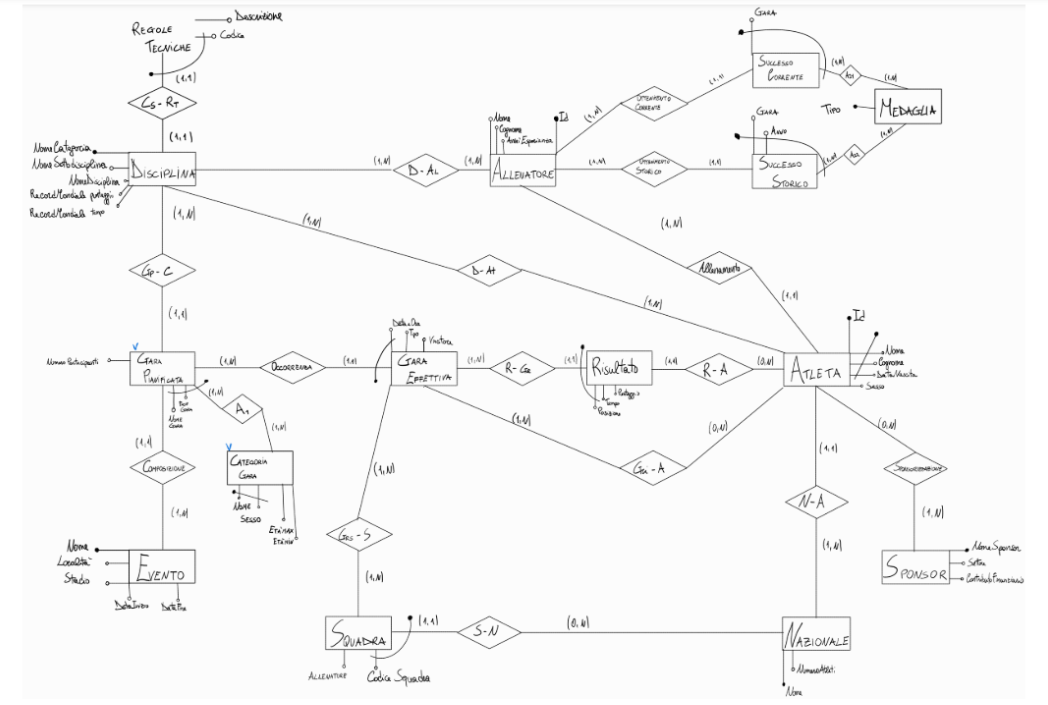 Descrizione
REGOLE
TECNICHE
Codice
(1,1)
CS - RT
(1,1)
GARA
SUCCESSO
CORRENTE
(1,N)
(1,N)
TIPO
MEDAGLIA
(1,1)
OTTENIMENTO
CORRENTE
(1,N)
Nome
Cognome
Anni Esperienza
Id
GARA
ANNO
(1,N)
AS2
(1,N)
Nome Categoria
Nome Sottodisciplina
Nome Disciplina
Record Mondiale punteggio
Record Mondiale tempo
DISCIPLINA
(1,N)
D - AL
(1,N)
ALLENATORE
(1,N)
OTTENIMENTO
STORICO
(1,1)
SUCCESSO
STORICO
(1,N)
(1,N)
(1,N)
GP - C
D - At
Allenamento
(1,N)
(1,1)
(1,1)
Id
Data e Ora
Tipo
Vincitore
Numero Partecipanti
GARA
PIANIFICATA
(1,N)
OCCORRENZA
(1,1)
GARA
EFFETTIVA
(1,N)
R - GE
(1,1)
Risultato
(1,1)
R - A
(0,N)
ATLETA
Nome
Cognome
Data Nascita
Sesso
Punteggio
Tempo
Posizione
NOME
GARA
(1,N)
A1
(1,N)
(1,N)
(0,N)
(0,N)
(1,1)
COMPOSIZIONE
CATEGORIA
GARA
NOME
SESSO
ETÀ MAX
ETÀ MIN
(1,N)
GEI - A
(1,1)
SPONSORIZZAZIONE
N - A
(1,N)
(1,N)
GES - S
(1,N)
Nome
Località
Stadio
EVENTO
Data Inizio
Data Fine
(1,N)
SPONSOR
Nome Sponsor
Settore
Contributo Finanziario
SQUADRA
(1,1)
S - N
(0,N)
NAZIONALE
ALLENATORE
Codice Squadra
Numero Atleti
Nome